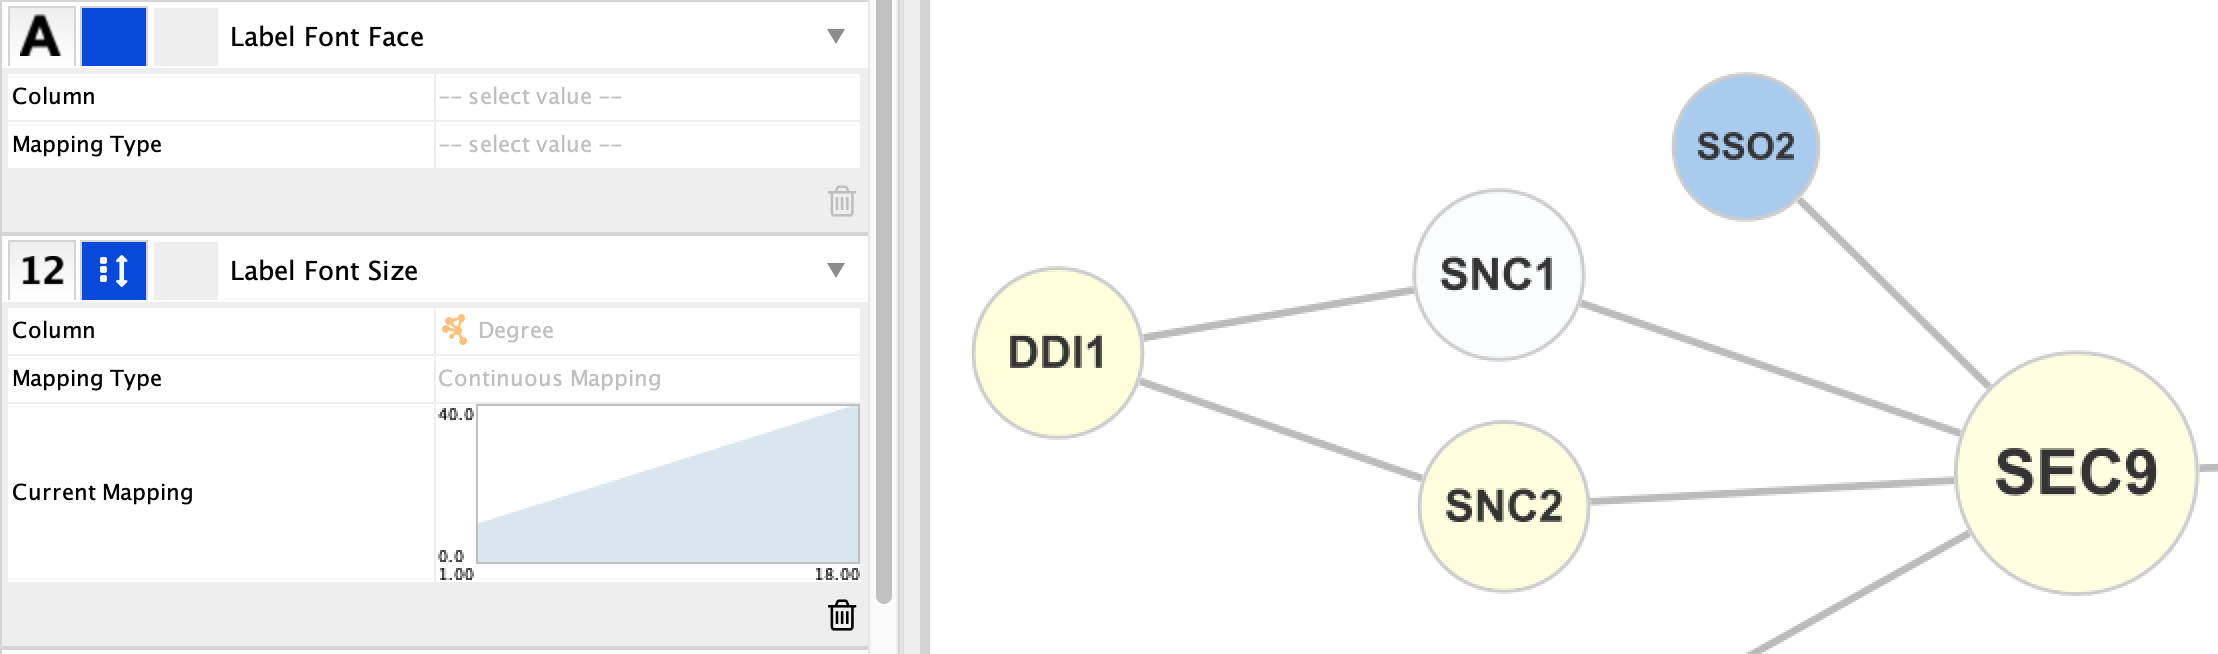 A Label Font Face
Column -- select value --
Mapping Type -- select value --
12 Label Font Size
Column Degree
Mapping Type Continuous Mapping
Current Mapping
40.0
0.0
1.00 18.00
SSO2
SNC1
DDI1
SEC9
SNC2